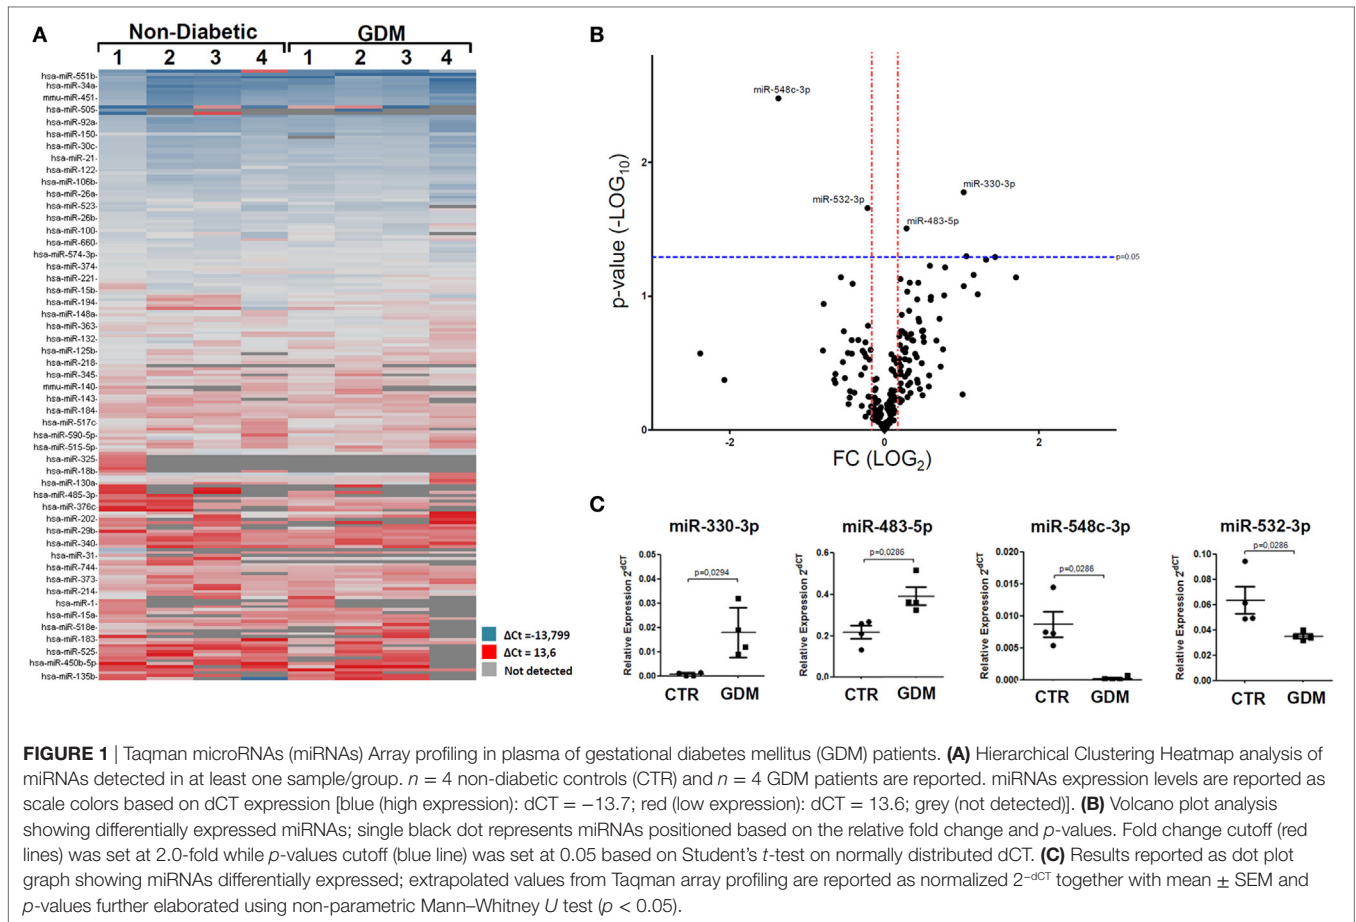 A
Non-Diabetic GDM
1 2 3 4 1 2 3 4
hsa-miR-551b-
hsa-miR-34a-
mmu-miR-451-
hsa-miR-505-
hsa-miR-92a-
hsa-miR-150-
hsa-miR-30c-
hsa-miR-21-
hsa-miR-122-
hsa-miR-106b-
hsa-miR-26a-
hsa-miR-523-
hsa-miR-26b-
hsa-miR-100-
hsa-miR-660-
hsa-miR-574-3p-
hsa-miR-374-
hsa-miR-221-
hsa-miR-15b-
hsa-miR-194-
hsa-miR-148a-
hsa-miR-363-
hsa-miR-132-
hsa-miR-125b-
hsa-miR-218-
hsa-miR-345-
mmu-miR-140-
hsa-miR-143-
hsa-miR-184-
hsa-miR-517c-
hsa-miR-590-5p-
hsa-miR-515-5p-
hsa-miR-325-
hsa-miR-18b-
hsa-miR-130a-
hsa-miR-485-3p-
hsa-miR-376c-
hsa-miR-202-
hsa-miR-29b-
hsa-miR-340-
hsa-miR-31-
hsa-miR-744-
hsa-miR-373-
hsa-miR-214-
hsa-miR-1-
hsa-miR-15a-
hsa-miR-518e-
hsa-miR-183-
hsa-miR-525-
hsa-miR-450b-5p-
hsa-miR-135b-
ΔCt =-13,799
ΔCt = 13,6
Not detected
B
p-value (-LOG10)
2
1
0
-2 0 2
FC (LOG2)
miR-548c-3p
miR-330-3p
miR-532-3p
miR-483-5p
p=0.05
C
miR-330-3p
Relative Expression 2-dCT
0.05
0.04
0.03
0.02
0.01
0.00
p=0,0294
CTR GDM
miR-483-5p
Relative Expression 2-dCT
0.6
0.4
0.2
0.0
p=0,0286
CTR GDM
miR-548c-3p
Relative Expression 2-dCT
0.020
0.015
0.010
0.005
0.000
p=0,0286
CTR GDM
miR-532-3p
Relative Expression 2-dCT
0.10
0.08
0.06
0.04
0.02
0.00
p=0,0286
CTR GDM
FIGURE 1 | Taqman microRNAs (miRNAs) Array profiling in plasma of gestational diabetes mellitus (GDM) patients. (A) Hierarchical Clustering Heatmap analysis of
miRNAs detected in at least one sample/group. n = 4 non-diabetic controls (CTR) and n = 4 GDM patients are reported. miRNAs expression levels are reported as
scale colors based on dCT expression [blue (high expression): dCT = −13.7; red (low expression): dCT = 13.6; grey (not detected)]. (B) Volcano plot analysis
showing differentially expressed miRNAs; single black dot represents miRNAs positioned based on the relative fold change and p-values. Fold change cutoff (red
lines) was set at 2.0-fold while p-values cutoff (blue line) was set at 0.05 based on Student's t-test on normally distributed dCT. (C) Results reported as dot plot
graph showing miRNAs differentially expressed; extrapolated values from Taqman array profiling are reported as normalized 2−dCT together with mean ± SEM and
p-values further elaborated using non-parametric Mann–Whitney U test (p < 0.05).